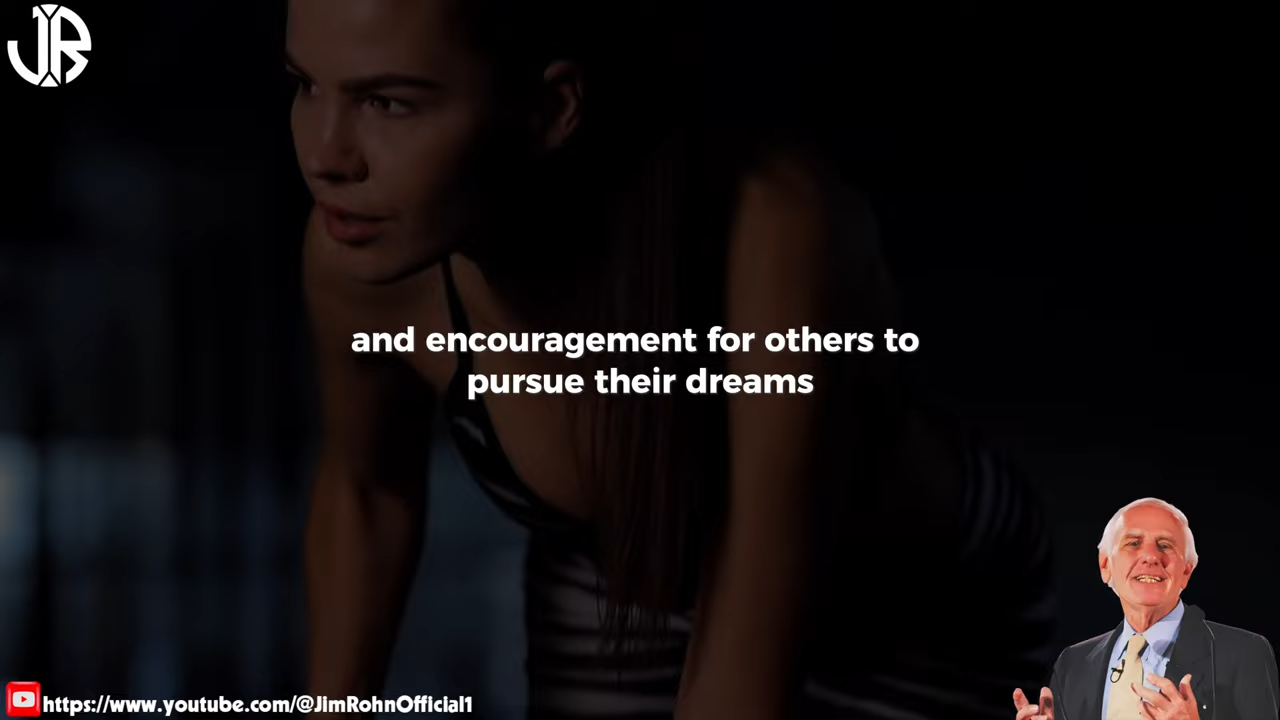 JR
and encouragement for others to
pursue their dreams
https://www.youtube.com/@JimRohnOfficial1